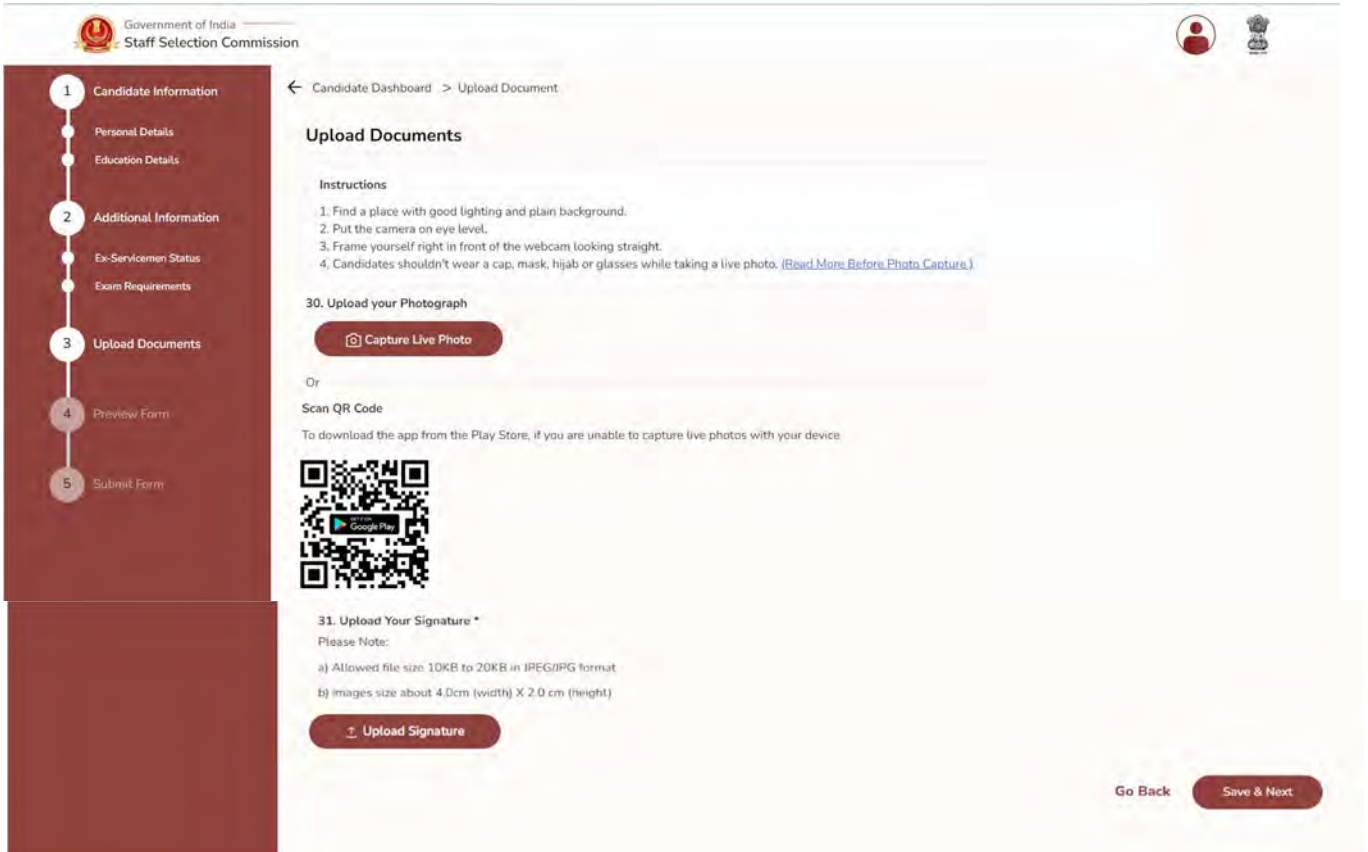 Government of India
Staff Selection Commission
1 Candidate Information
Personal Details
Education Details
2 Additional Information
Ex-Servicemen Status
Exam Requirements
3 Upload Documents
4 Preview Form
5 Submit Form
Candidate Dashboard > Upload Document
Upload Documents
Instructions
1. Find a place with good lighting and plain background.
2. Put the camera on eye level.
3. Frame yourself right in front of the webcam looking straight.
4. Candidates shouldn't wear a cap, mask, hijab or glasses while taking a live photo. (Read More Before Photo Capture )
30. Upload your Photograph
Capture Live Photo
Or
Scan QR Code
To download the app from the Play Store, if you are unable to capture live photos with your device
GET IT ON
Google Play
31. Upload Your Signature *
Please Note:
a) Allowed file size 10KB to 20KB in JPEG/JPG format
b) images size about 4.0cm (width) X 2.0 cm (height)
Upload Signature
Go Back
Save & Next